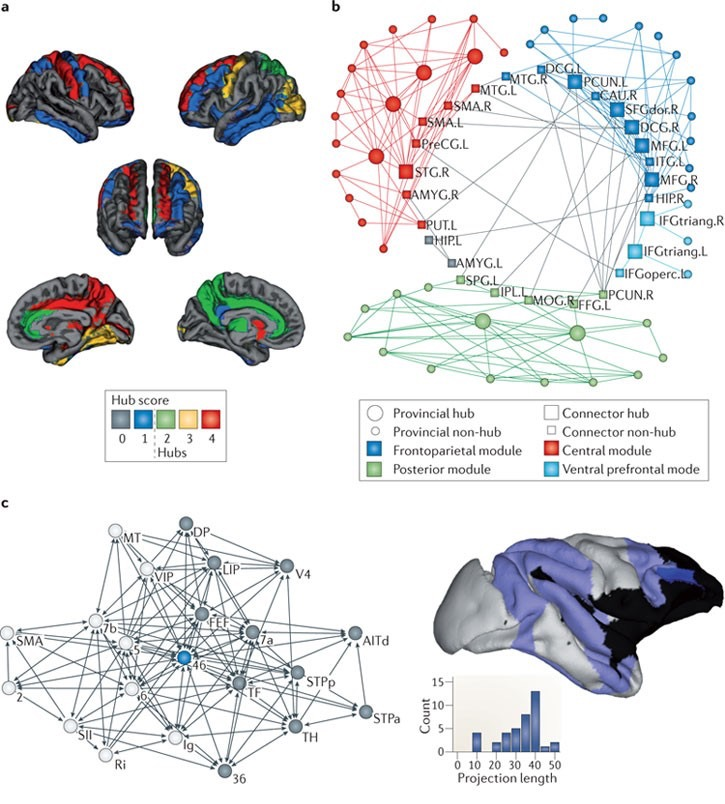 a
Hub score
0 1 2 3 4
Hubs
b
MTG.R
DCG.L
PCUN.L
CAU.R
SFGdor.R
DCG.R
MFG.L
ITG.L
MFG.R
HIP.R
IFGtriang.R
IFGtriang.L
IFGoperc.L
MTG.L
SMA.R
SMA.L
PreCG.L
STG.R
AMYG.R
PUT.L
HIP.L
AMYG.L
SPG.L
IPL.L
MOG.R
FFG.L
PCUN.R
Provincial hub
Connector hub
Provincial non-hub
Connector non-hub
Frontoparietal module
Central module
Posterior module
Ventral prefrontal mode
c
MT
DP
VIP
LIP
V4
FEF
7b
7a
SMA
5
AITd
46
STPp
2
6
TF
STPa
SII
Ig
TH
Ri
36
Count
15
10
5
0
0 10 20 30 40 50
Projection length